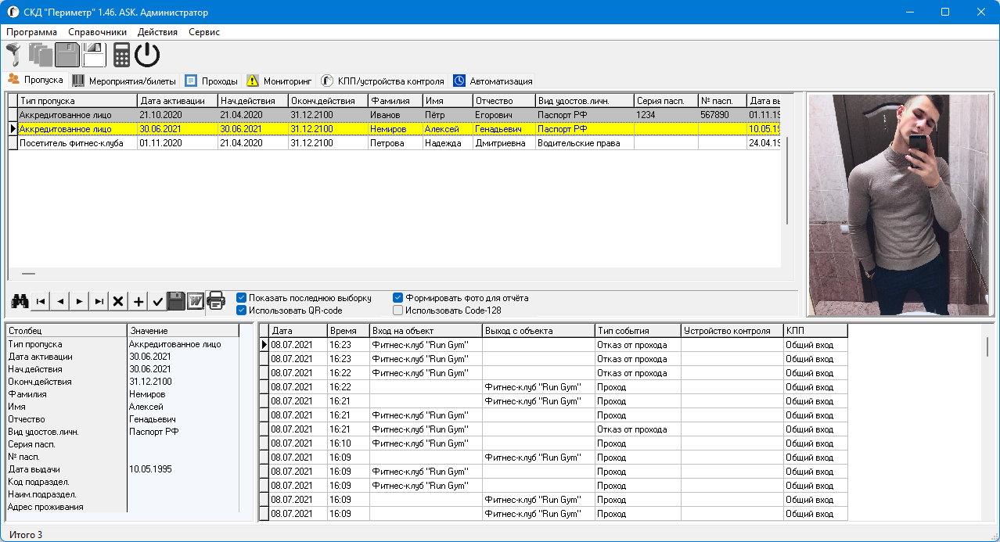 СКД "Периметр" 1.46. ASK. Администратор
Программа Справочники Действия Сервис
Пропуска Мероприятия/билеты Проходы Мониторинг КПП/устройства контроля Автоматизация
Тип пропуска Дата активации Нач.действия Оконч.действия Фамилия Имя Отчество Вид удостов.личн. Серия пасп. № пасп. Дата вы
Аккредитованное лицо 21.10.2020 21.04.2020 31.12.2100 Иванов Пётр Егорович Паспорт РФ 1234 567890 01.11.19
Аккредитованное лицо 30.06.2021 30.06.2021 31.12.2100 Немиров Алексей Генадьевич Паспорт РФ 10.05.19
Посетитель фитнес-клуба 01.11.2020 21.04.2020 31.12.2100 Петрова Надежда Дмитриевна Водительские права 24.04.19
Показать последнюю выборку Формировать фото для отчёта
Использовать QR-code Использовать Code-128
Столбец Значение
Тип пропуска Аккредитованное лицо
Дата активации 30.06.2021
Нач.действия 30.06.2021
Оконч.действия 31.12.2100
Фамилия Немиров
Имя Алексей
Отчество Генадьевич
Вид удостов.личн. Паспорт РФ
Серия пасп.
№ пасп.
Дата выдачи 10.05.1995
Код подраздел.
Наим.подраздел.
Адрес проживания
Дата Время Вход на объект Выход с объекта Тип события Устройство контроля КПП
08.07.2021 16:23 Фитнес-клуб "Run Gym" Отказ от прохода Общий вход
08.07.2021 16:23 Фитнес-клуб "Run Gym" Отказ от прохода Общий вход
08.07.2021 16:22 Фитнес-клуб "Run Gym" Отказ от прохода Общий вход
08.07.2021 16:22 Фитнес-клуб "Run Gym" Проход Общий вход
08.07.2021 16:21 Фитнес-клуб "Run Gym" Проход Общий вход
08.07.2021 16:21 Фитнес-клуб "Run Gym" Проход Общий вход
08.07.2021 16:21 Фитнес-клуб "Run Gym" Отказ от прохода Общий вход
08.07.2021 16:10 Фитнес-клуб "Run Gym" Проход Общий вход
08.07.2021 16:09 Фитнес-клуб "Run Gym" Проход Общий вход
08.07.2021 16:09 Фитнес-клуб "Run Gym" Проход Общий вход
08.07.2021 16:09 Фитнес-клуб "Run Gym" Проход Общий вход
08.07.2021 16:09 Фитнес-клуб "Run Gym" Проход Общий вход
08.07.2021 16:09 Фитнес-клуб "Run Gym" Проход Общий вход
Итого 3